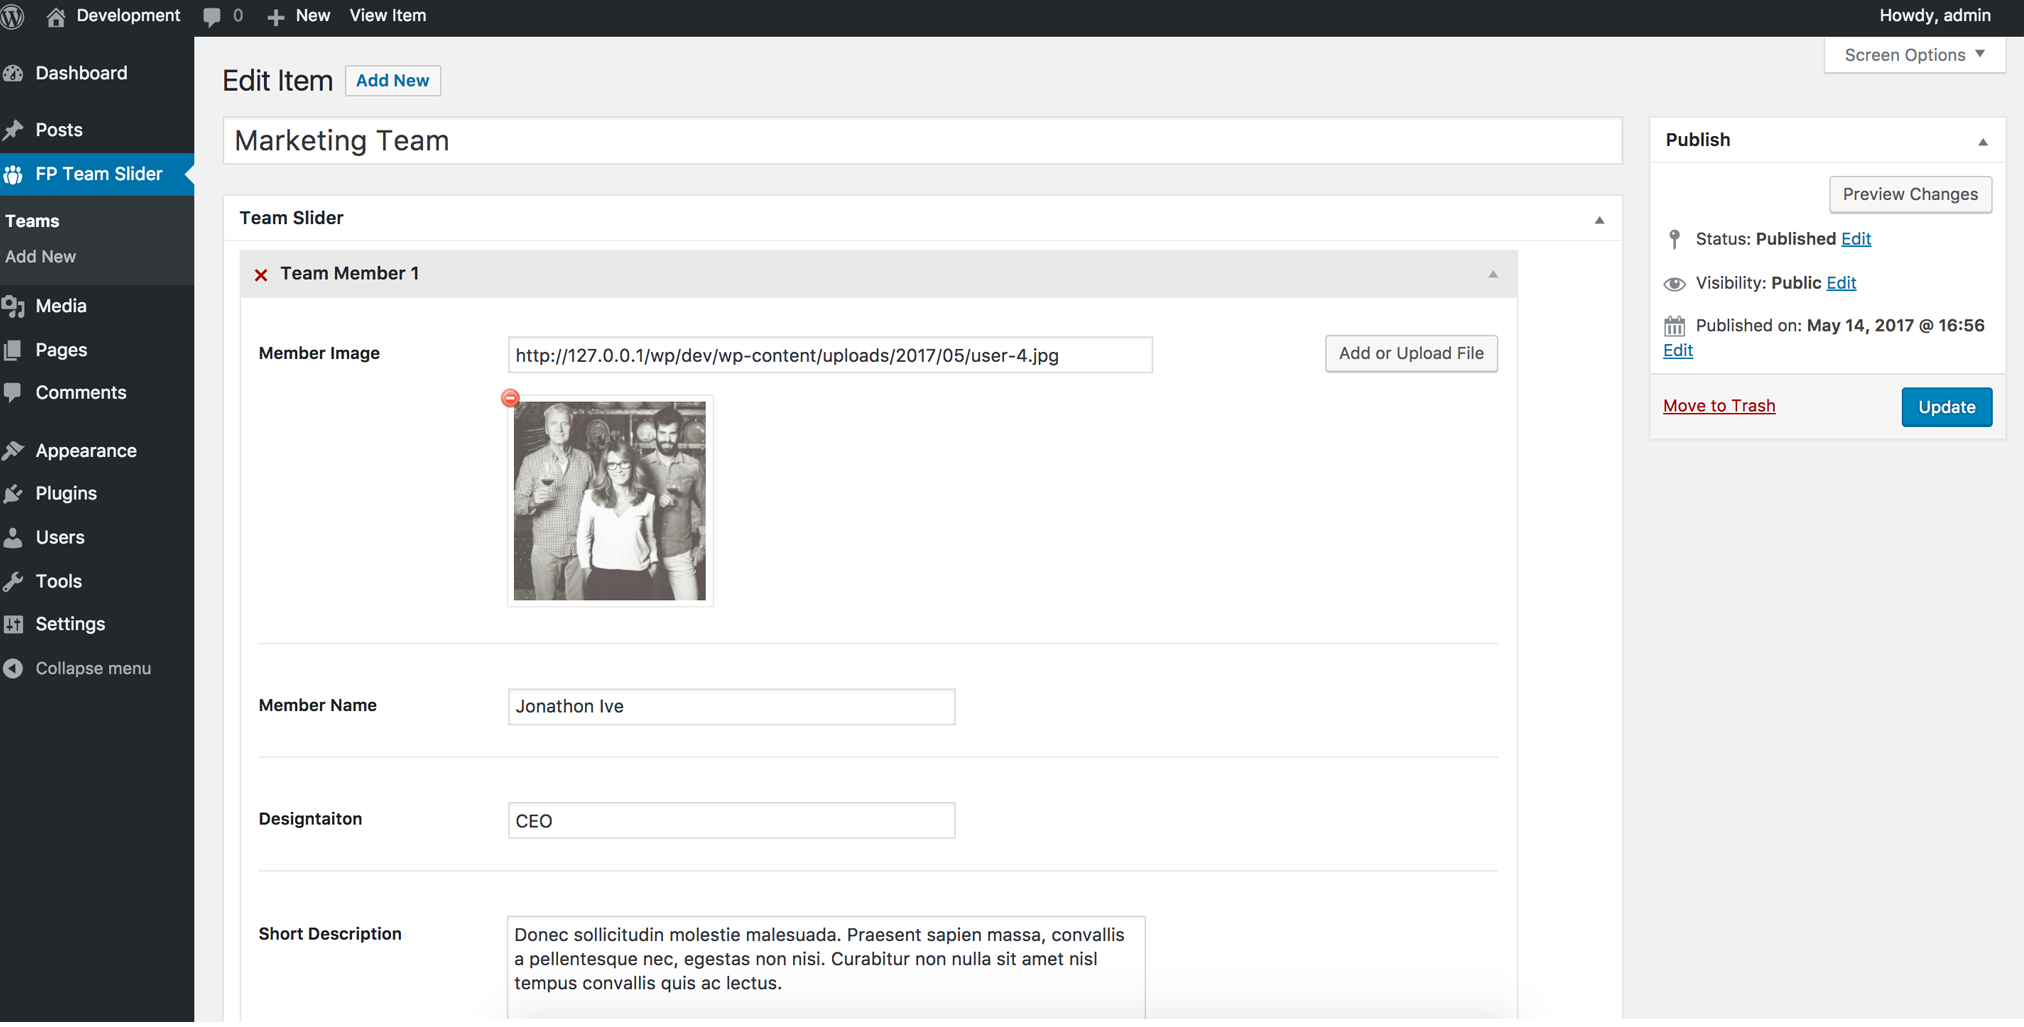 Development 0 New View Item Howdy, admin
Screen Options
Dashboard
Posts
FP Team Slider
Teams
Add New
Media
Pages
Comments
Appearance
Plugins
Users
Tools
Settings
Collapse menu
Edit Item Add New
Marketing Team
Team Slider
Team Member 1
Member Image
http://127.0.0.1/wp/dev/wp-content/uploads/2017/05/user-4.jpg
Add or Upload File
Member Name
Jonathon Ive
Designtaiton
CEO
Short Description
Donec sollicitudin molestie malesuada. Praesent sapien massa, convallis
a pellentesque nec, egestas non nisi. Curabitur non nulla sit amet nisl
tempus convallis quis ac lectus.
Publish
Preview Changes
Status: Published Edit
Visibility: Public Edit
Published on: May 14, 2017 @ 16:56
Edit
Move to Trash
Update